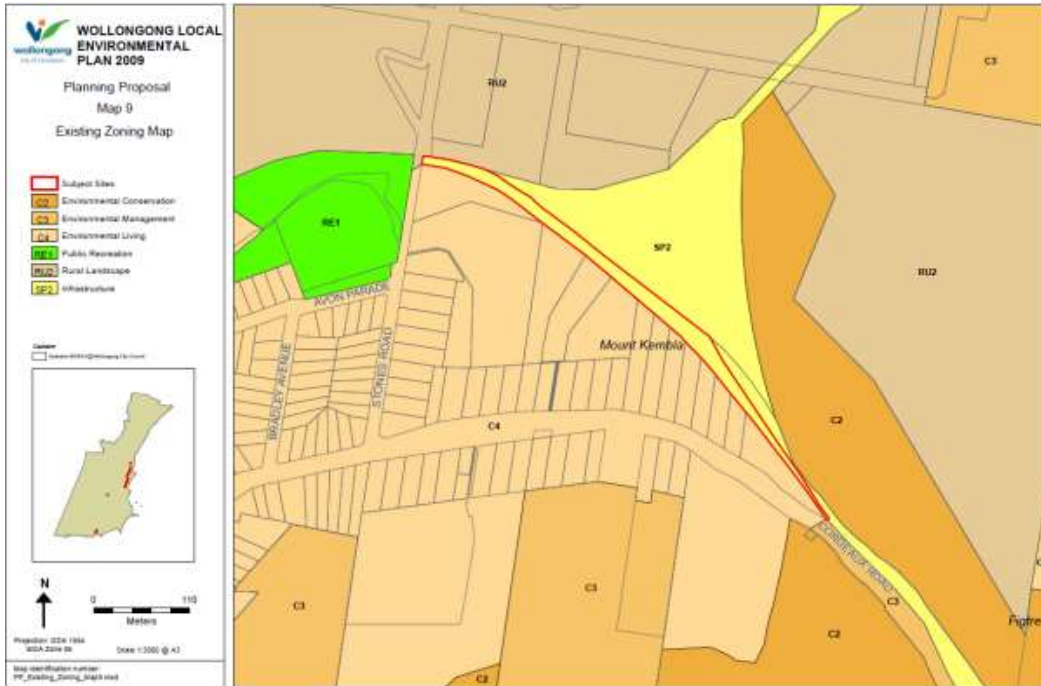 wollongong
WOLLONGONG LOCAL
ENVIRONMENTAL
PLAN 2009
Planning Proposal
Map 9
Existing Zoning Map
Subject Sites
C2 Environmental Conservation
C3 Environmental Management
C4 Environmental Living
RE1 Public Recreation
RU2 Rural Landscape
SP2 Infrastructure
Cadastre
N
0 110
Meters
Projection: GDA 1994
MGA Zone 56
Scale 1:3000 @ A3
Map identification number:
RU2
C3
RE1
SP2
RU2
AVON PARADE
BRADLEY AVENUE
STONES ROAD
Mount Kembla
C4
C2
CORDEAUX ROAD
C3
C3
C3
C2
C2